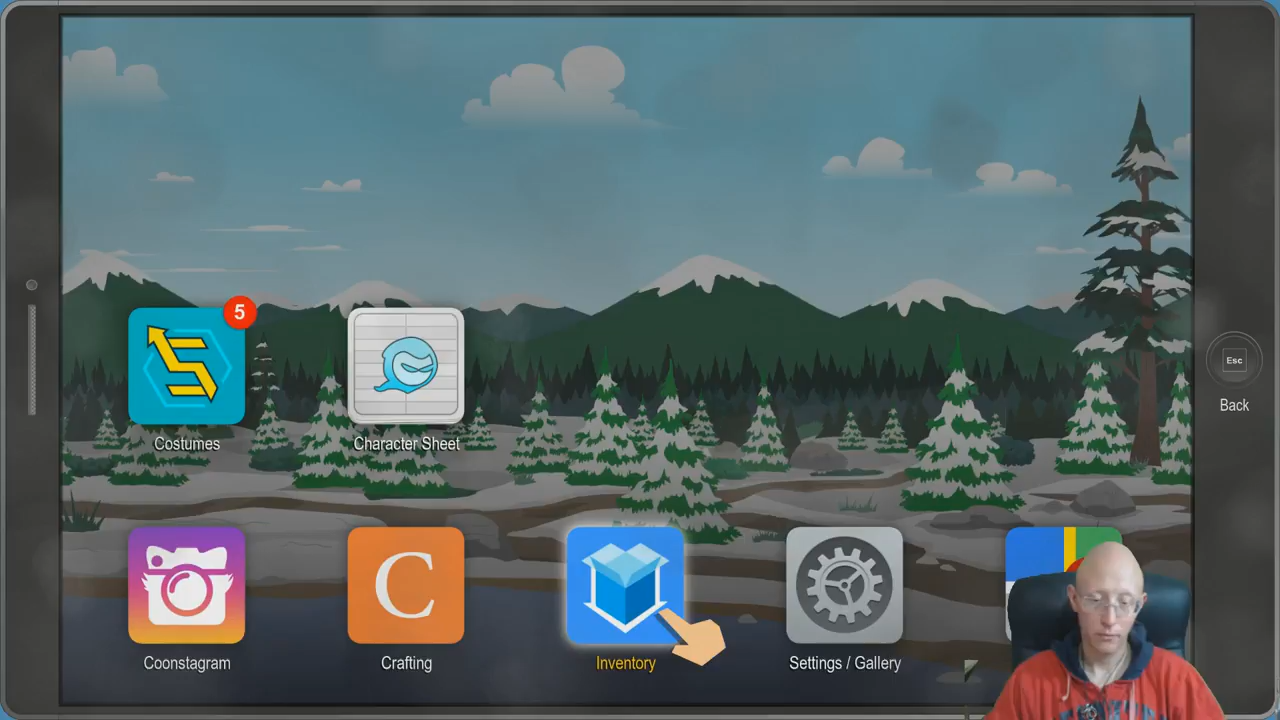 5
Costumes
Character Sheet
Esc
Back
C
Coonstagram
Crafting
Inventory
Settings / Gallery